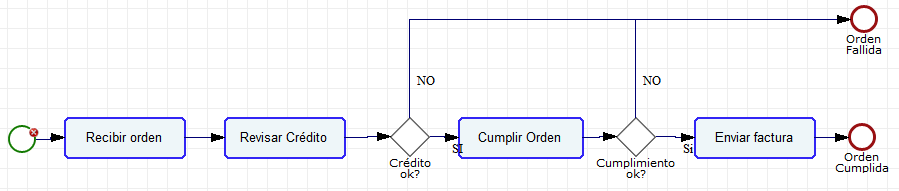 Orden
Fallida
NO
NO
Recibir orden
Revisar Crédito
Crédito
ok?
SI
Cumplir Orden
Cumplimiento
ok?
Si
Enviar factura
Orden
Cumplida